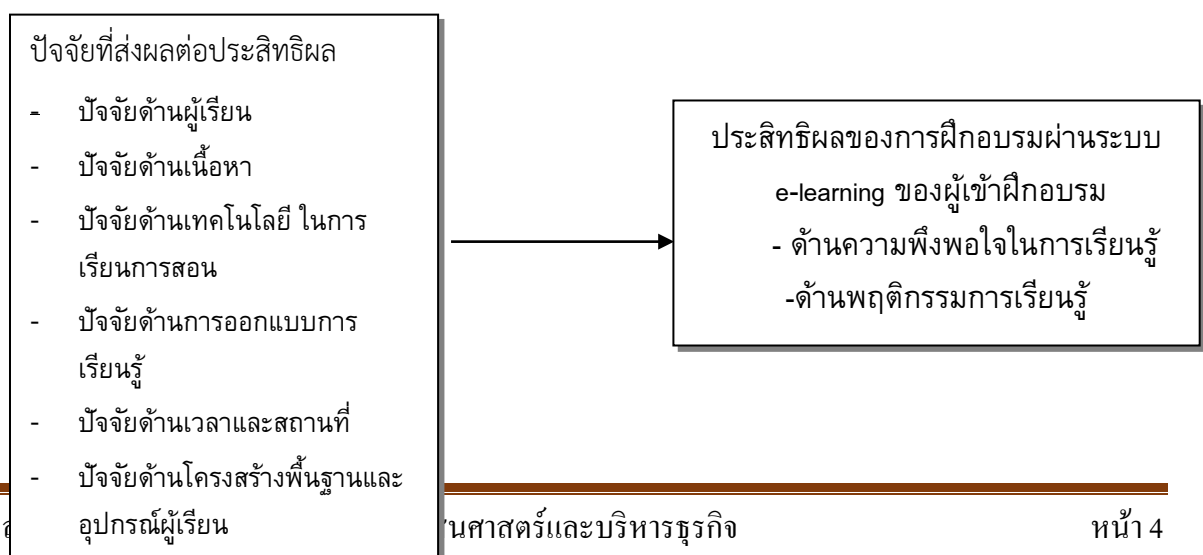 ปัจจัยที่ส่งผลต่อประสิทธิผล
- ปัจจัยด้านผู้เรียน
- ปัจจัยด้านเนื้อหา
- ปัจจัยด้านเทคโนโลยี ในการ
เรียนการสอน
- ปัจจัยด้านการออกแบบการ
เรียนรู้
- ปัจจัยด้านเวลาและสถานที่
- ปัจจัยด้านโครงสร้างพื้นฐานและ
อุปกรณ์ผู้เรียน
ประสิทธิผลของการฝึกอบรมผ่านระบบ
e-learning ของผู้เข้าฝึกอบรม
- ด้านความพึงพอใจในการเรียนรู้
-ด้านพฤติกรรมการเรียนรู้
นศาสตร์และบริหารธุรกิจ
หน้า 4